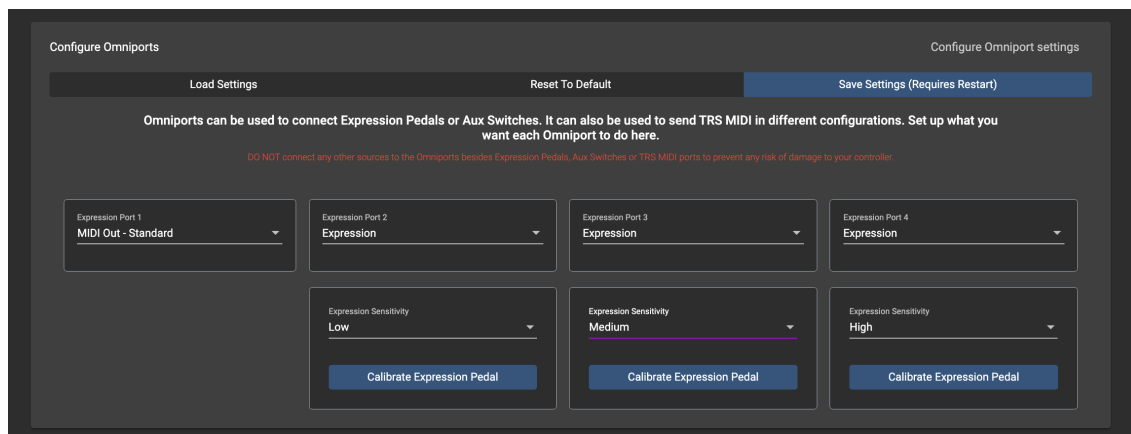 Configure Omniports
Configure Omniport settings
Load Settings
Reset To Default
Save Settings (Requires Restart)
Omniports can be used to connect Expression Pedals or Aux Switches. It can also be used to send TRS MIDI in different configurations. Set up what you
want each Omniport to do here.
DO NOT connect any other sources to the Omniports besides Expression Pedals, Aux Switches or TRS MIDI ports to prevent any risk of damage to your controller.
Expression Port 1
MIDI Out - Standard
Expression Port 2
Expression
Expression Port 3
Expression
Expression Port 4
Expression
Expression Sensitivity
Low
Calibrate Expression Pedal
Expression Sensitivity
Medium
Calibrate Expression Pedal
Expression Sensitivity
High
Calibrate Expression Pedal